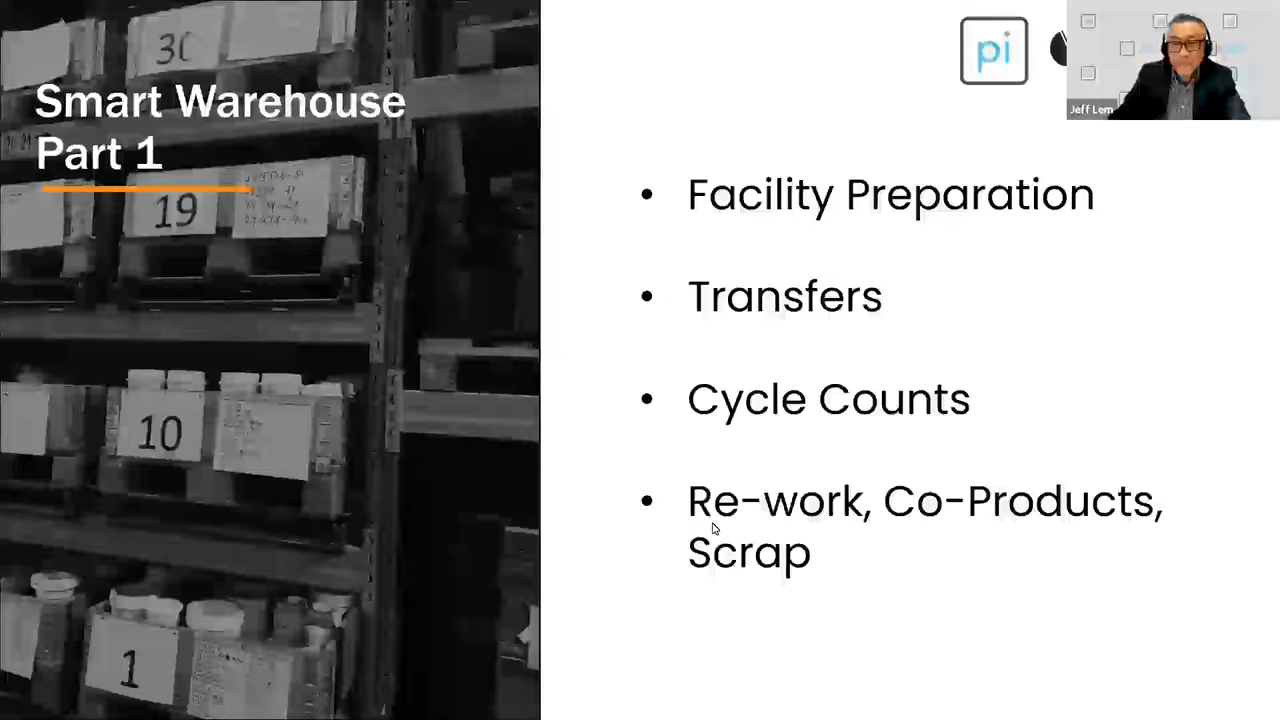 Smart Warehouse
Part 1
30
19
10
1
pi
Jeff Lem
• Facility Preparation
• Transfers
• Cycle Counts
• Re-work, Co-Products,
Scrap